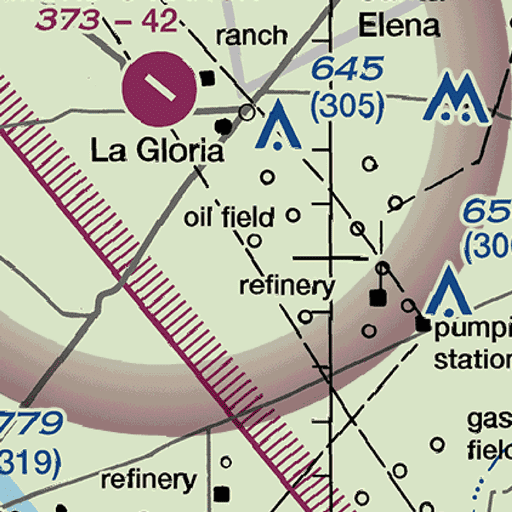 373 - 42
ranch
Elena
645
(305)
La Gloria
oil field
65
(30
refinery
pumpi
station
779
319)
gas
field
refinery